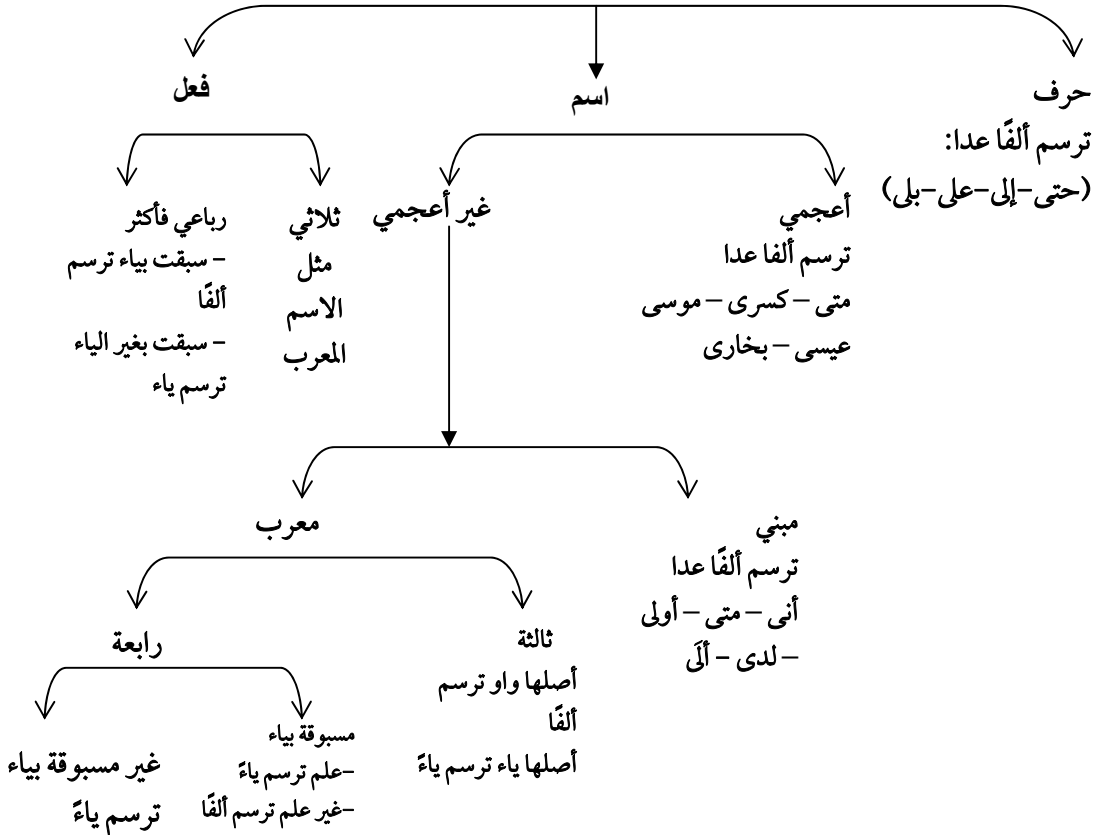 حرف
ترسم ألفًا عدا:
(حتى–إلى–على–بلى)
اسم
فعل
أعجمي
ترسم ألفا عدا
متى – كسرى – موسى
عيسى – بخارى
غير أعجمي
ثلاثي
مثل
الاسم
المعرب
رباعي فأكثر
– سبقت بياء ترسم
ألفًا
– سبقت بغير الياء
ترسم ياء
مبني
ترسم ألفًا عدا
أنى – متى – أولى
– لدى – ألَى
معرب
ثالثة
أصلها واو ترسم
ألفًا
أصلها ياء ترسم ياءً
رابعة
مسبوقة بياء
–علم ترسم ياءً
–غير علم ترسم ألفًا
غير مسبوقة بياء
ترسم ياءً